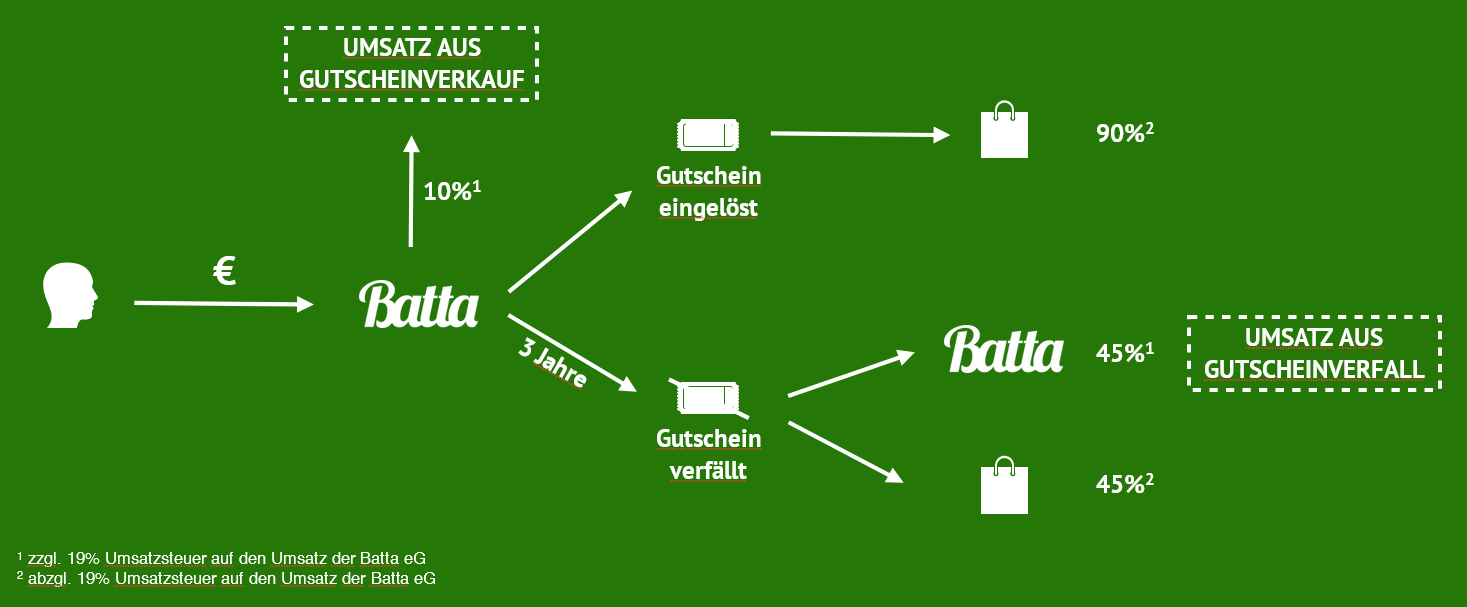 UMSATZ AUS
GUTSCHEINVERKAUF
10%¹
€
Batta
3 Jahre
Gutschein
eingelöst
90%²
Gutschein
verfällt
Batta
45%¹
UMSATZ AUS
GUTSCHEINVERFALL
45%²
¹ zzgl. 19% Umsatzsteuer auf den Umsatz der Batta eG
² abzgl. 19% Umsatzsteuer auf den Umsatz der Batta eG